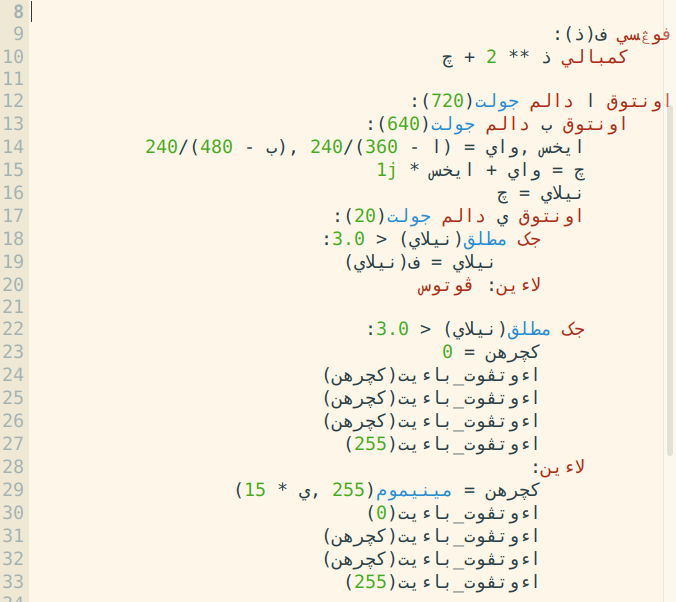 8
9 فوڠسي ف(ذ):
10 کمبالي ذ ** 2 + چ
11
12 اونتوق ا دالم جولت(720):
13 اونتوق ب دالم جولت(640):
14 ايخس ,واي = (ا - 360)/240 ,(ب - 480)/240
15 چ = واي + ايخس * 1j
16 نيلاي = چ
17 اونتوق ي دالم جولت(20):
18 جک مطلق(نيلاي) < 3.0:
19 نيلاي = ف(نيلاي)
20 لاءين: ڤوتوس
21
22 جک مطلق(نيلاي) < 3.0:
23 کچرهن = 0
24 اءوتڤوت_باءيت(کچرهن)
25 اءوتڤوت_باءيت(کچرهن)
26 اءوتڤوت_باءيت(کچرهن)
27 اءوتڤوت_باءيت(255)
28 لاءين:
29 کچرهن = مينيموم(255 ,ي * 15)
30 اءوتڤوت_باءيت(0)
31 اءوتڤوت_باءيت(کچرهن)
32 اءوتڤوت_باءيت(کچرهن)
33 اءوتڤوت_باءيت(255)